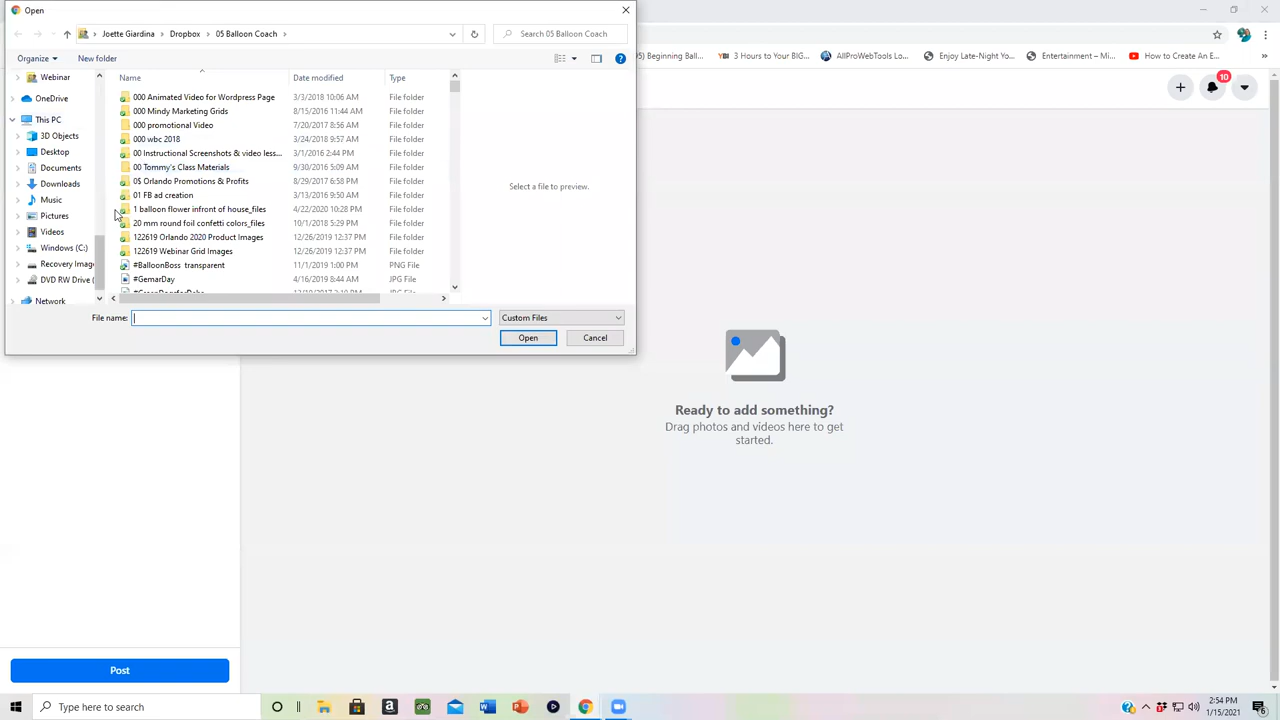 Open
Joette Giardina > Dropbox > 05 Balloon Coach >
Search 05 Balloon Coach
Organize
New folder
Webinar
OneDrive
This PC
3D Objects
Desktop
Documents
Downloads
Music
Pictures
Videos
Windows (C:)
Recovery Imag
DVD RW Drive (
Network
Name Date modified Type
000 Animated Video for Wordpress Page 3/3/2018 10:06 AM File folder
000 Mindy Marketing Grids 8/15/2016 11:44 AM File folder
000 promotional Video 7/20/2017 8:56 AM File folder
000 wbc 2018 3/24/2018 9:57 AM File folder
00 Instructional Screenshots & video less... 3/1/2016 2:44 PM File folder
00 Tommy's Class Materials 9/30/2016 5:09 AM File folder
0$ Orlando Promotions & Profits 8/29/2017 6:58 PM File folder
01 FB ad creation 3/13/2016 9:50 AM File folder
1 balloon flower infront of house_files 4/22/2020 10:28 PM File folder
20 mm round foil confetti colors_files 10/1/2018 5:29 PM File folder
122619 Orlando 2020 Product Images 12/26/2019 12:37 PM File folder
122619 Webinar Grid Images 12/26/2019 12:37 PM File folder
#BalloonBoss transparent 11/1/2019 1:00 PM PNG File
#GemarDay 4/16/2019 8:44 AM JPG File
Select a file to preview.
File name:
Custom Files
Open
Cancel
Beginning Ball...
3 Hours to Your BIG...
AllProWebTools Lo...
Enjoy Late-Night Yo...
Entertainment – Mi...
How to Create An E...
10
Ready to add something?
Drag photos and videos here to get
started.
Post
Type here to search
2:54 PM
1/15/2021
6